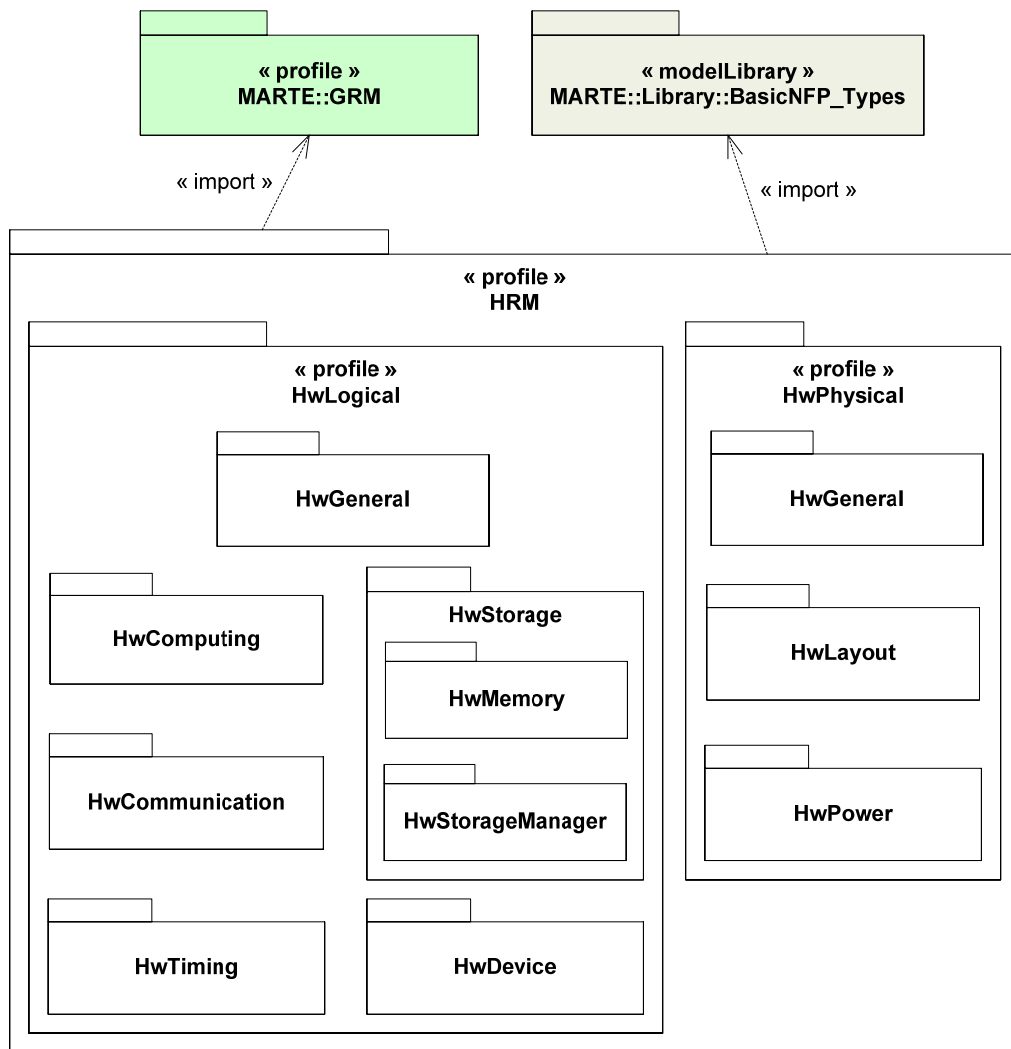 « profile »
MARTE::GRM
« modelLibrary »
MARTE::Library::BasicNFP_Types
« import »
« import »
« profile »
HRM
« profile »
HwLogical
HwGeneral
HwComputing
HwStorage
HwMemory
HwCommunication
HwStorageManager
HwTiming
HwDevice
« profile »
HwPhysical
HwGeneral
HwLayout
HwPower